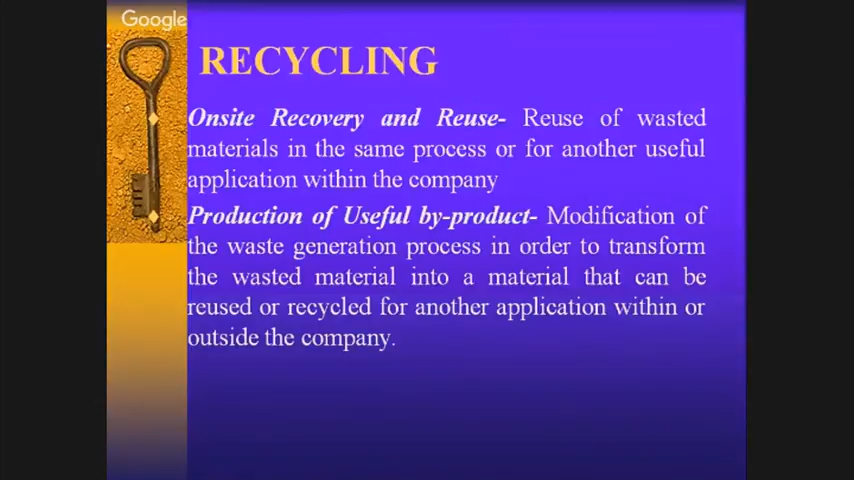 Google
RECYCLING
Onsite Recovery and Reuse- Reuse of wasted
materials in the same process or for another useful
application within the company
Production of Useful by-product- Modification of
the waste generation process in order to transform
the wasted material into a material that can be
reused or recycled for another application within or
outside the company.